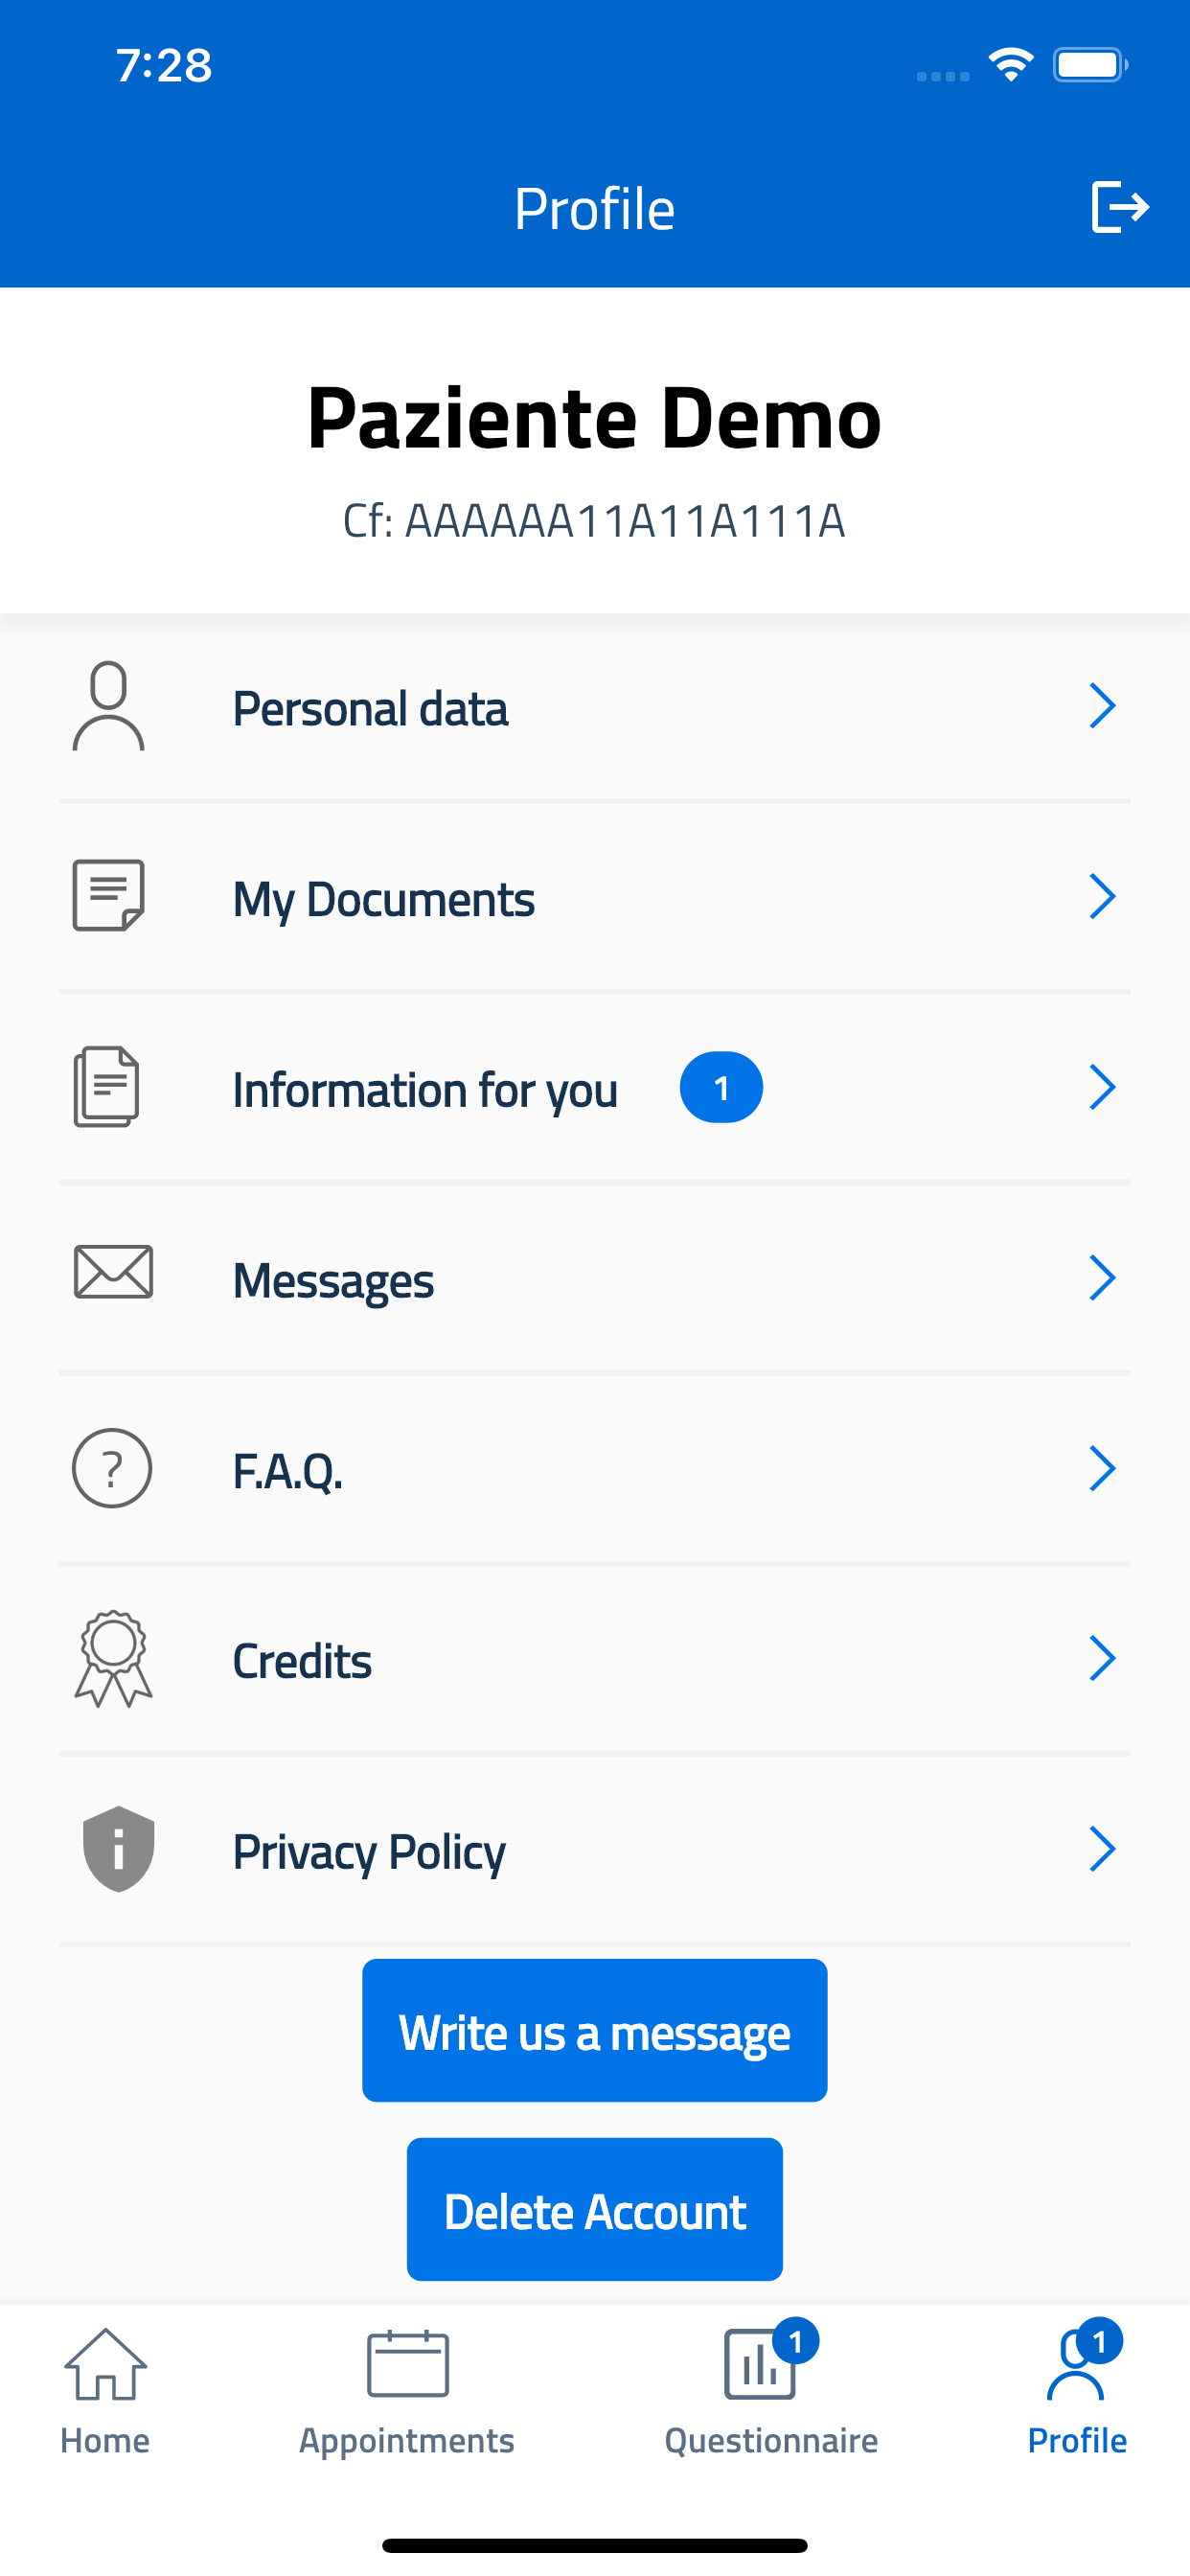 7:28
Profile
Paziente Demo
Cf: AAAAAA11A11A111A
Personal data
My Documents
Information for you 1
Messages
?
F.A.Q.
Credits
i
Privacy Policy
Write us a message
Delete Account
1
1
Home Appointments Questionnaire Profile